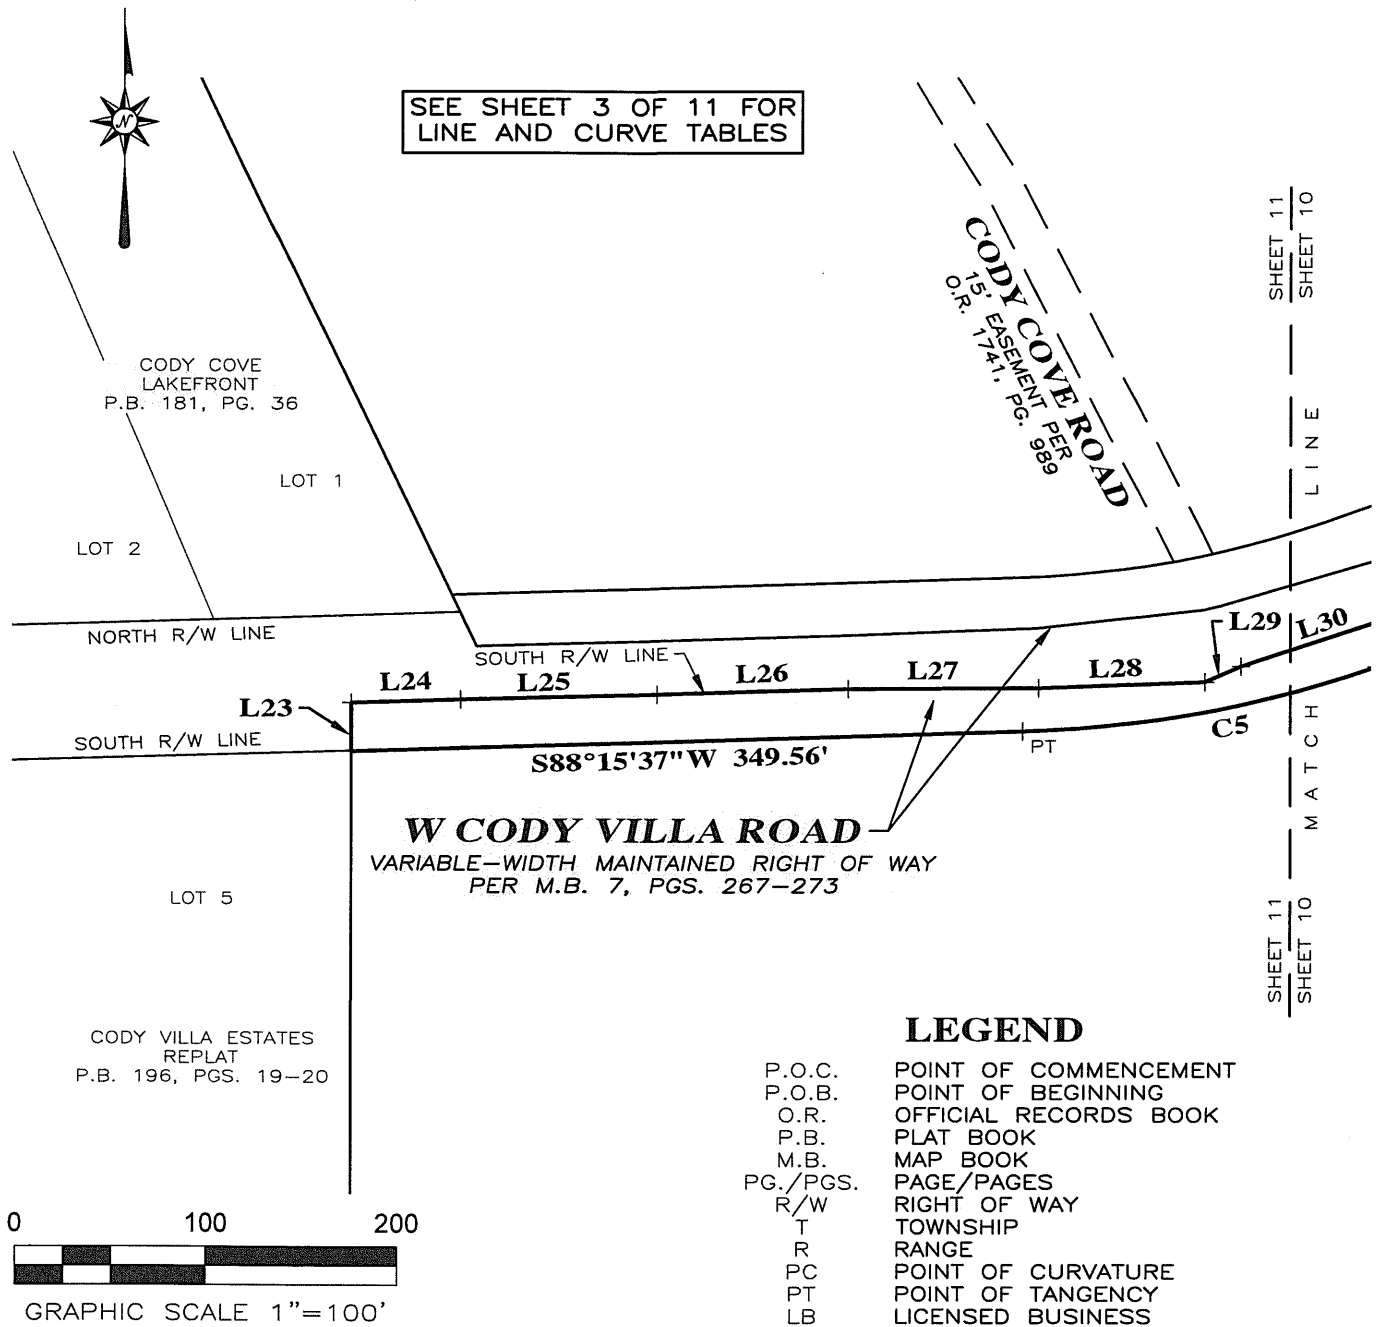 N
SEE SHEET 3 OF 11 FOR
LINE AND CURVE TABLES
SHEET 11
SHEET 10
CODY COVE ROAD
15' EASEMENT PER
O.R. 1741, PG. 989
CODY COVE
LAKEFRONT
P.B. 181, PG. 36
LOT 1
LOT 2
MATCH LINE
NORTH R/W LINE
SOUTH R/W LINE
L29
L30
L24
L25
L26
L27
L28
L23
SOUTH R/W LINE
C5
PT
S88°15'37"W 349.56'
W CODY VILLA ROAD
VARIABLE-WIDTH MAINTAINED RIGHT OF WAY
PER M.B. 7, PGS. 267-273
LOT 5
SHEET 11
SHEET 10
CODY VILLA ESTATES
REPLAT
P.B. 196, PGS. 19-20
LEGEND
P.O.C. POINT OF COMMENCEMENT
P.O.B. POINT OF BEGINNING
O.R. OFFICIAL RECORDS BOOK
P.B. PLAT BOOK
M.B. MAP BOOK
PG./PGS. PAGE/PAGES
R/W RIGHT OF WAY
T TOWNSHIP
R RANGE
PC POINT OF CURVATURE
PT POINT OF TANGENCY
LB LICENSED BUSINESS
0 100 200
GRAPHIC SCALE 1"=100'